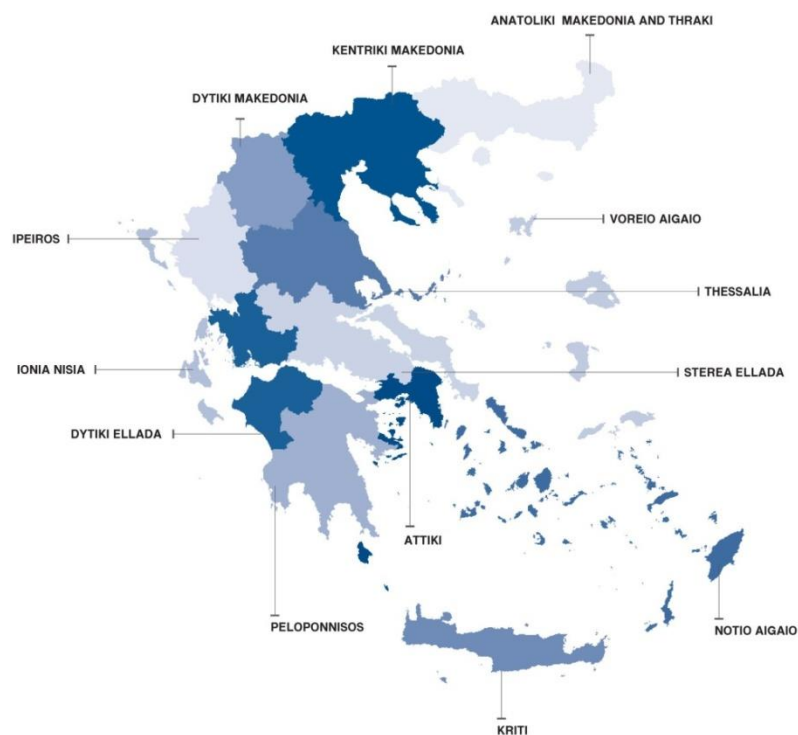 ANATOLIKI MAKEDONIA AND THRAKI
KENTRIKI MAKEDONIA
DYTIKI MAKEDONIA
VOREIO AIGAIO
IPEIROS
THESSALIA
IONIA NISIA
STEREA ELLADA
DYTIKI ELLADA
ATTIKI
PELOPONNISOS
NOTIO AIGAIO
KRITI